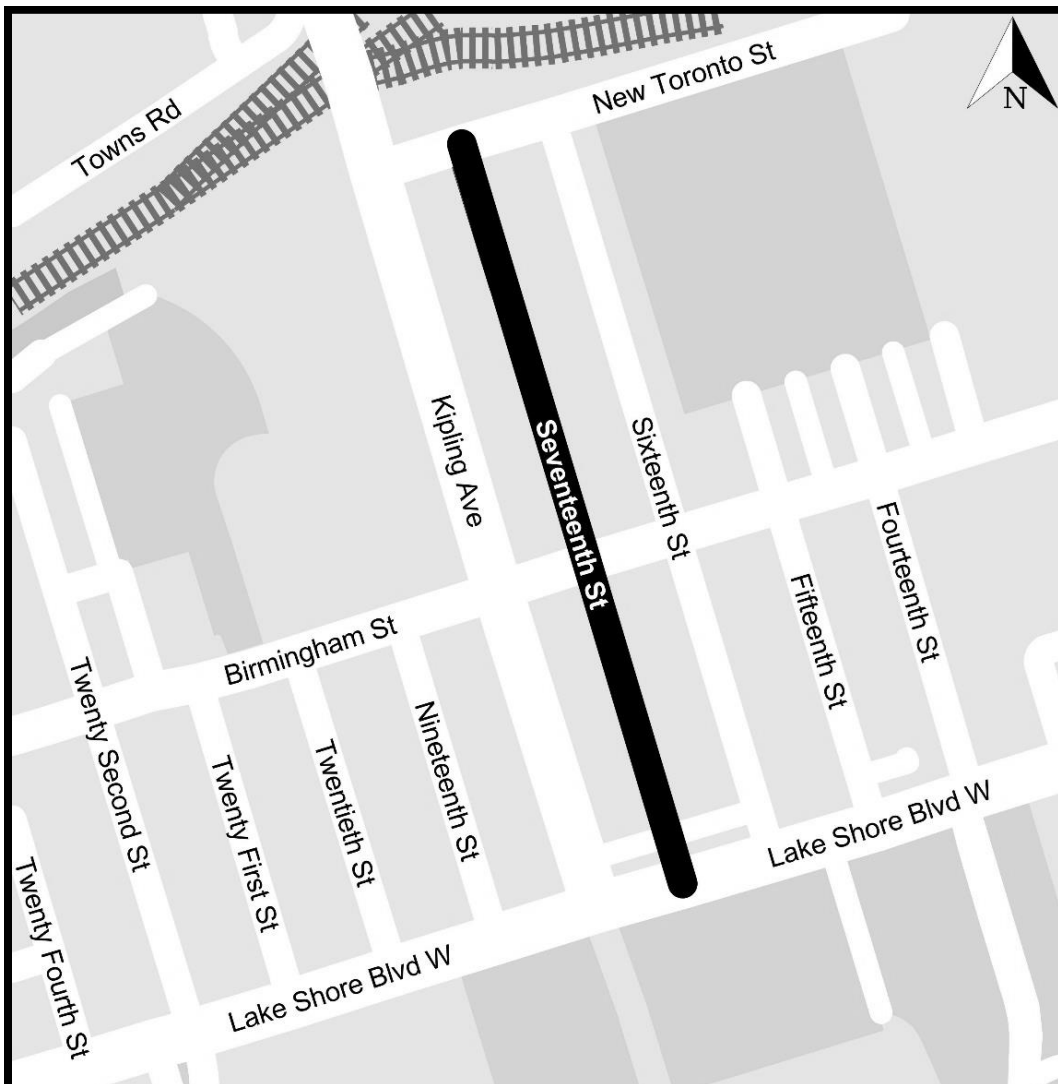 New Toronto St
N
Towns Rd
Kipling Ave
Seventeenth St
Sixteenth St
Fourteenth St
Fifteenth St
Birmingham St
Twenty Second St
Twenty First St
Twentieth St
Nineteenth St
Lake Shore Blvd W
Twenty Fourth St
Lake Shore Blvd W